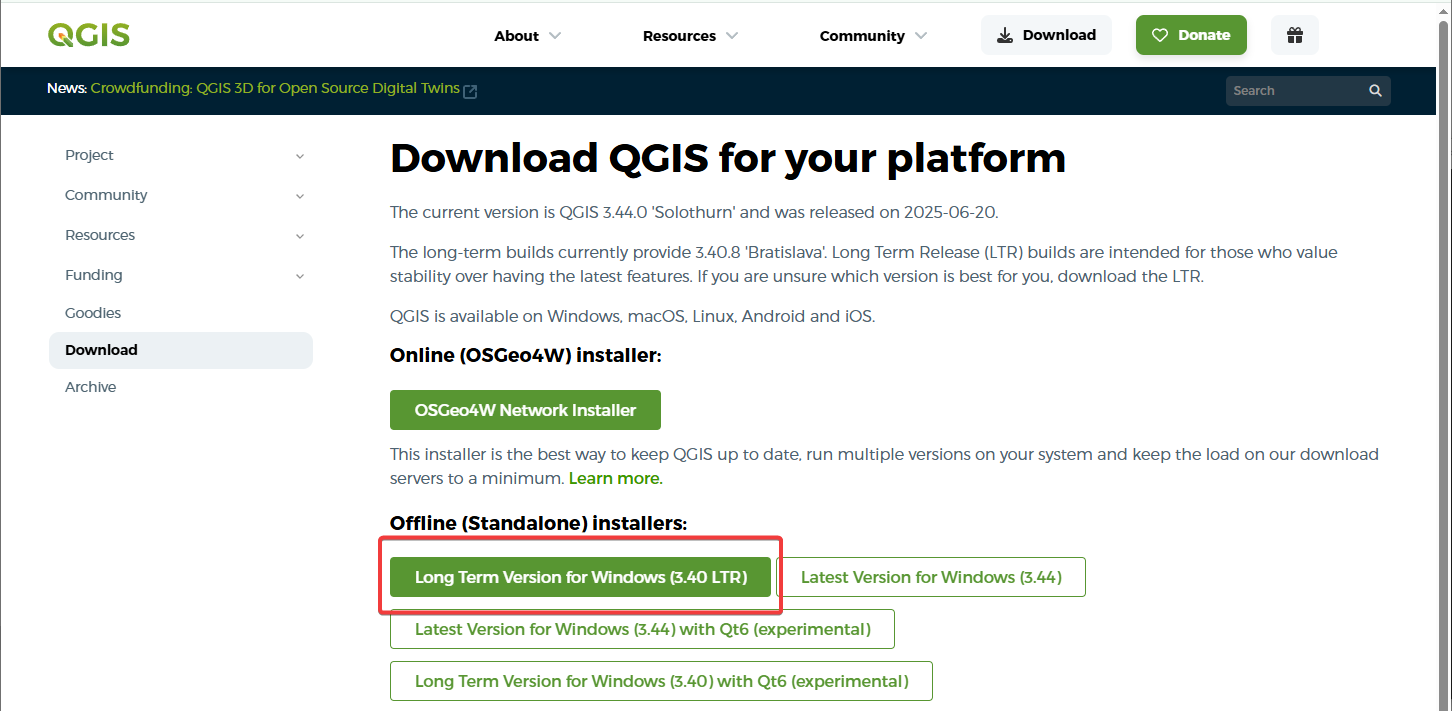 QGIS
About
Resources
Community
Download
Donate
News: Crowdfunding: QGIS 3D for Open Source Digital Twins
Search
Project
Community
Resources
Funding
Goodies
Download
Archive
Download QGIS for your platform
The current version is QGIS 3.44.0 'Solothurn' and was released on 2025-06-20.
The long-term builds currently provide 3.40.8 'Bratislava'. Long Term Release (LTR) builds are intended for those who value
stability over having the latest features. If you are unsure which version is best for you, download the LTR.
QGIS is available on Windows, macOS, Linux, Android and iOS.
Online (OSGeo4W) installer:
OSGeo4W Network Installer
This installer is the best way to keep QGIS up to date, run multiple versions on your system and keep the load on our download
servers to a minimum. Learn more.
Offline (Standalone) installers:
Long Term Version for Windows (3.40 LTR)
Latest Version for Windows (3.44)
Latest Version for Windows (3.44) with Qt6 (experimental)
Long Term Version for Windows (3.40) with Qt6 (experimental)